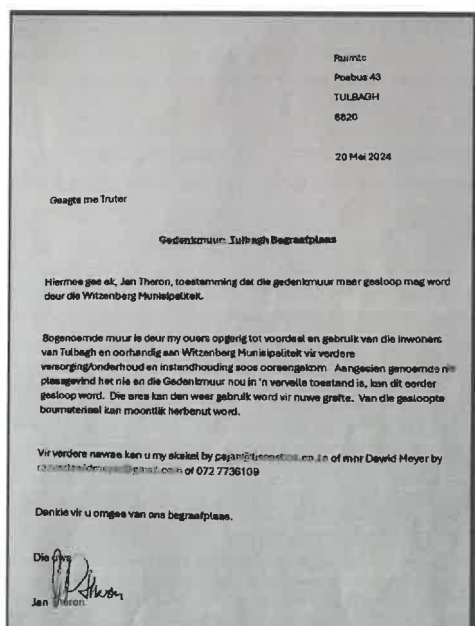 Ruimte
Posbus 43
TULBAGH
6820
20 Mei 2024
Geagte me Truter
Gedenkmuur: Tulbagh Begraafplaas
Hiermee gee ek, Jan Theron, toestemming dat die gedenkmuur maar gesloop mag word
deur die Witzenberg Munisipaliteit.
Bogenoemde muur is deur my ouers opgerig tot voordeel en gebruik van die inwoners
van Tulbagh en oorhandig aan Witzenberg Munisipaliteit vir verdere
versorging/onderhoud en instandhouding soos ooreengekom. Aangesien genoemde nie
plaasgevind het nie en die Gedenkmuur nou in 'n vervalle toestand is, kan dit eerder
gesloop word. Die area kan dan weer gebruik word vir nuwe grafte. Van die gesloopte
boumateriaal kan moontlik herbenut word.
Vir verdere navrae kan u my skakel by of mnr Dawid Meyer by
of 072 7736109
Dankie vir u omgee van ons begraafplaas.
Die uwe
Jan Theron